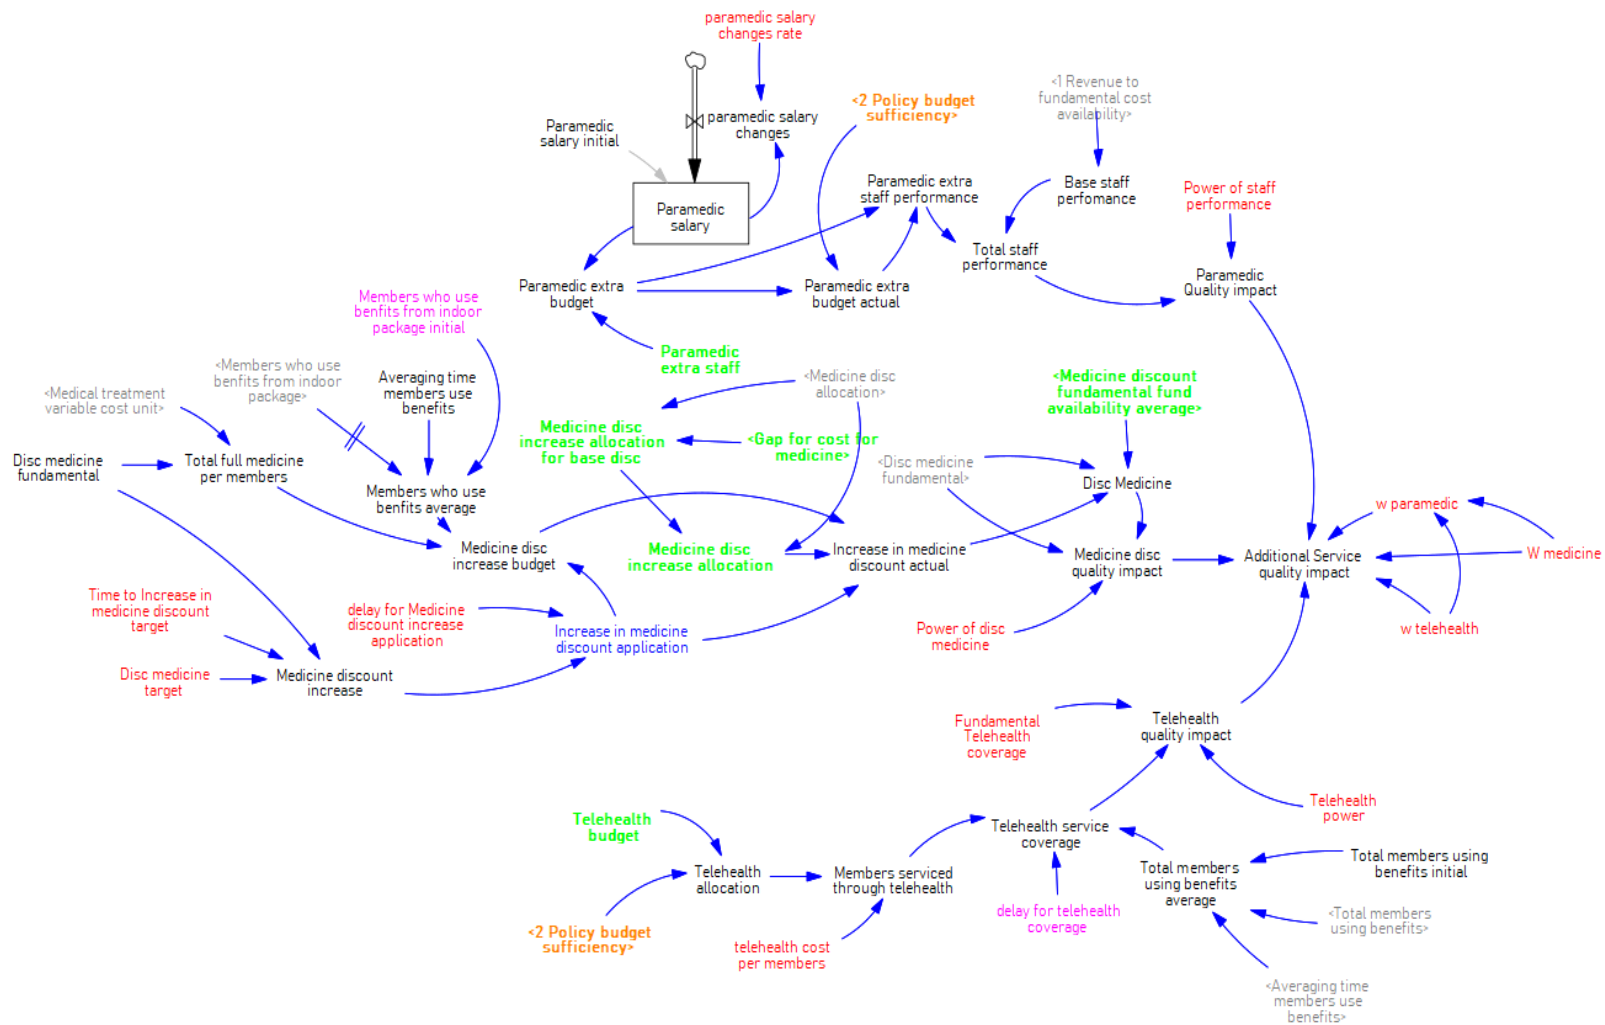 paramedic salary
changes rate
<1 Revenue to
fundamental cost
availability>
<2 Policy budget
sufficiency>
paramedic salary
changes
Paramedic
salary initial
Paramedic extra
staff performance
Base staff
perfomance
Power of staff
performance
Paramedic
salary
Total staff
performance
Paramedic
Quality impact
Paramedic extra
budget
Paramedic extra
budget actual
Members who use
benfits from indoor
package initial
Paramedic
extra staff
<Members who use
benfits from indoor
package>
Averaging time
members use
benefits
<Medical treatment
variable cost unit>
<Medicine disc
allocation>
<Medicine discount
fundamental fund
availability average>
Medicine disc
increase allocation
for base disc
<Gap for cost for
medicine>
Disc medicine
fundamental
Total full medicine
per members
<Disc medicine
fundamental>
Disc Medicine
Members who use
benfits average
w paramedic
Medicine disc
increase budget
Medicine disc
increase allocation
Increase in medicine
discount actual
Medicine disc
quality impact
Additional Service
quality impact
W medicine
Time to Increase in
medicine discount
target
delay for Medicine
discount increase
application
Increase in medicine
discount application
Power of disc
medicine
w telehealth
Disc medicine
target
Medicine discount
increase
Fundamental
Telehealth
coverage
Telehealth
quality impact
Telehealth
power
Telehealth
budget
Telehealth service
coverage
Telehealth
allocation
Members serviced
through telehealth
Total members
using benefits
average
Total members using
benefits initial
delay for telehealth
coverage
<Total members
using benefits>
<2 Policy budget
sufficiency>
telehealth cost
per members
<Averaging time
members use
benefits>